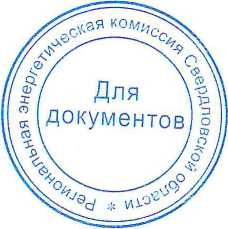 Региональная энергетическая комиссия Свердловской области *
Для
документов